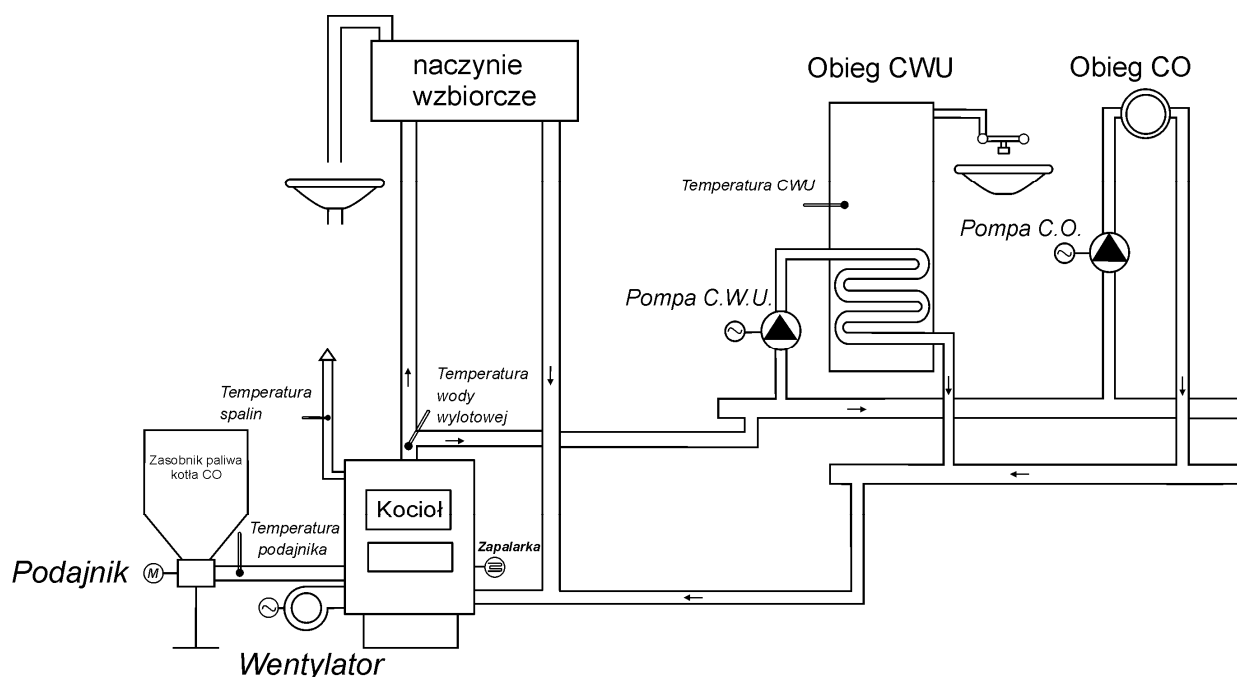 naczynie
wzbiorcze
Obieg CWU
Obieg CO
Temperatura CWU
Pompa C.O.
Pompa C.W.U.
Temperatura
wody
wylotowej
Temperatura
spalin
Zasobnik paliwa
kotła CO
Kocioł
Temperatura
podajnika
Zapalarka
Podajnik
M
Wentylator